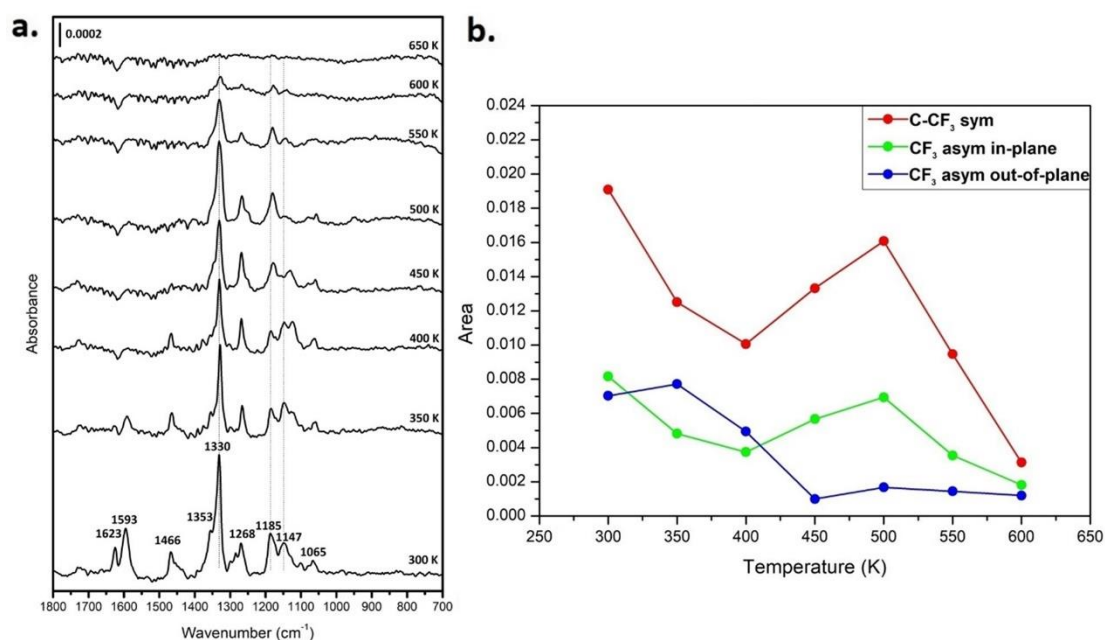 a.
0.0002
650 K
600 K
550 K
500 K
450 K
400 K
350 K
300 K
1623
1593
1466
1353
1330
1268
1185
1147
1065
Absorbance
1800 1700 1600 1500 1400 1300 1200 1100 1000 900 800 700
Wavenumber (cm⁻¹)
b.
C-CF₃ sym
CF₃ asym in-plane
CF₃ asym out-of-plane
0.024
0.022
0.020
0.018
0.016
0.014
0.012
0.010
0.008
0.006
0.004
0.002
0.000
Area
250 300 350 400 450 500 550 600 650
Temperature (K)